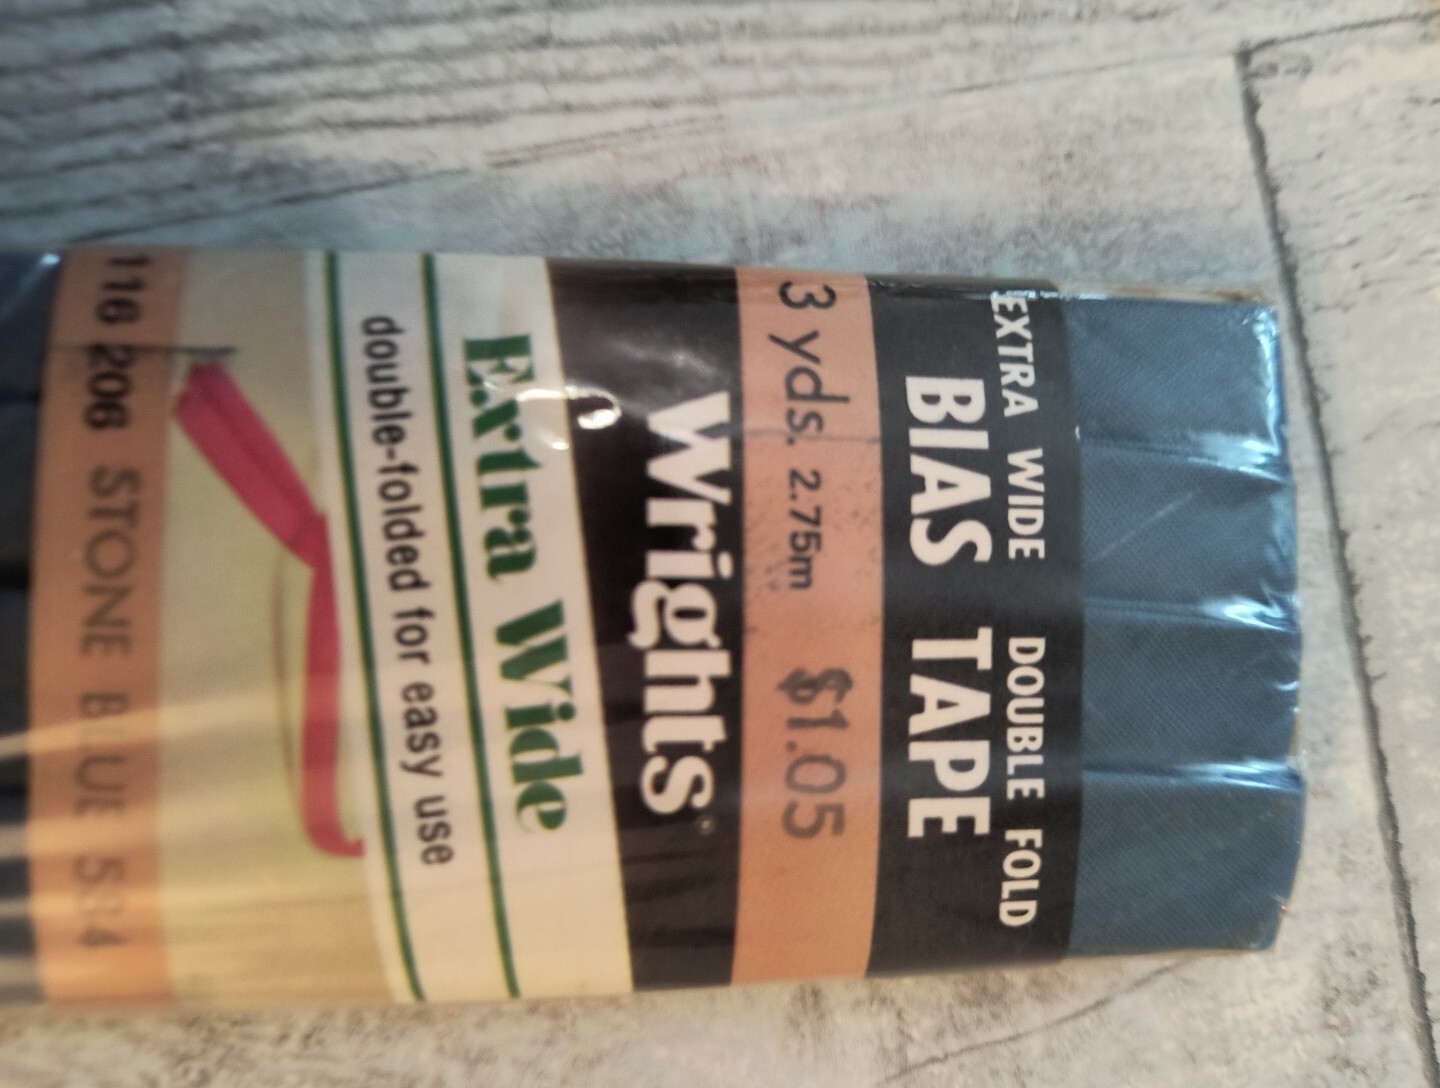 EXTRA WIDE DOUBLE FOLD
BIAS TAPE
3 yds. 2.75m $1.05
Wrights®
Extra Wide
double-folded for easy use
116 206 STONE BLUE 584